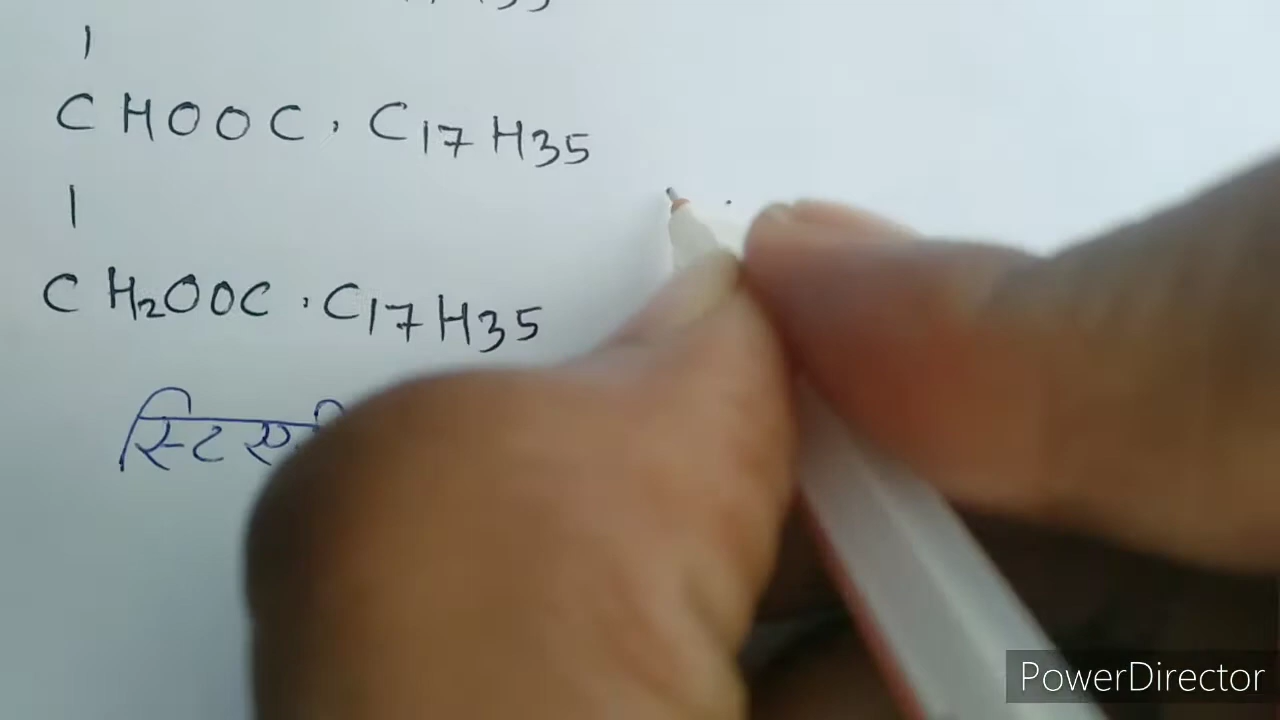 |
CHOOC . C17H35
|
CH2OOC . C17H35
PowerDirector